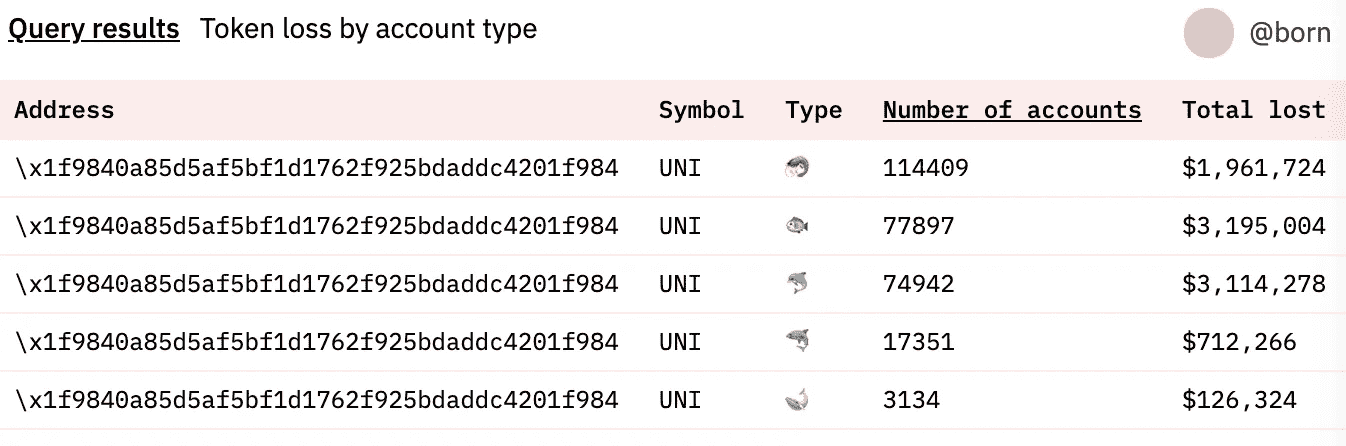 Query results Token loss by account type @born
Address Symbol Type Number of accounts Total lost
\x1f9840a85d5af5bf1d1762f925bdaddc4201f984 UNI 🦐 114409 $1,961,724
\x1f9840a85d5af5bf1d1762f925bdaddc4201f984 UNI 🐟 77897 $3,195,004
\x1f9840a85d5af5bf1d1762f925bdaddc4201f984 UNI 🐬 74942 $3,114,278
\x1f9840a85d5af5bf1d1762f925bdaddc4201f984 UNI 🦈 17351 $712,266
\x1f9840a85d5af5bf1d1762f925bdaddc4201f984 UNI 🐋 3134 $126,324